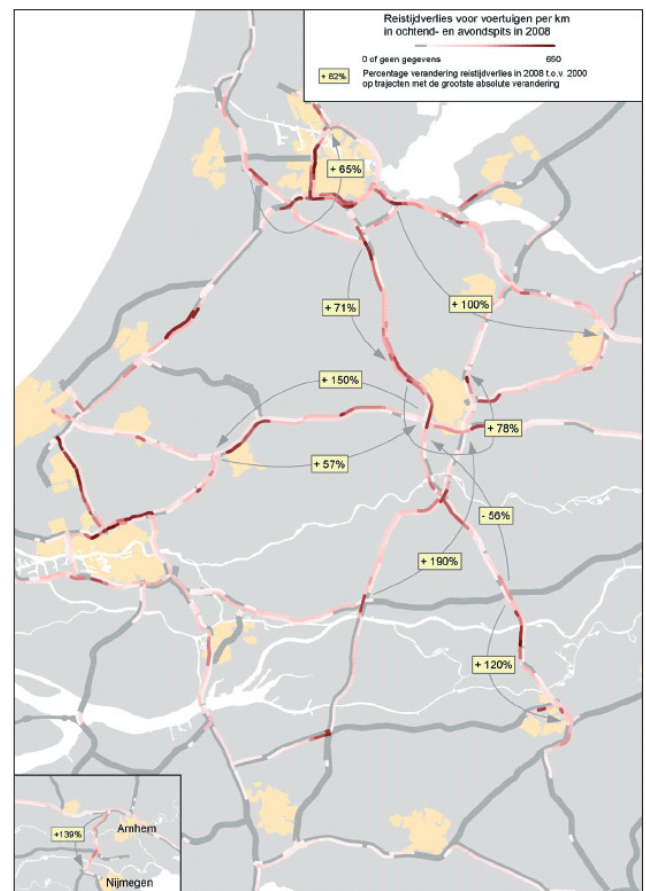 Reistijdverlies voor voertuigen per km
in ochtend- en avondspits in 2008
0 of geen gegevens 650
+ 82% Percentage verandering reistijdverlies in 2008 t.o.v. 2000
op trajecten met de grootste absolute verandering
+ 65%
+ 71%
+ 100%
+ 150%
+ 78%
+ 57%
- 56%
+ 190%
+ 120%
+139%
Arnhem
Nijmegen